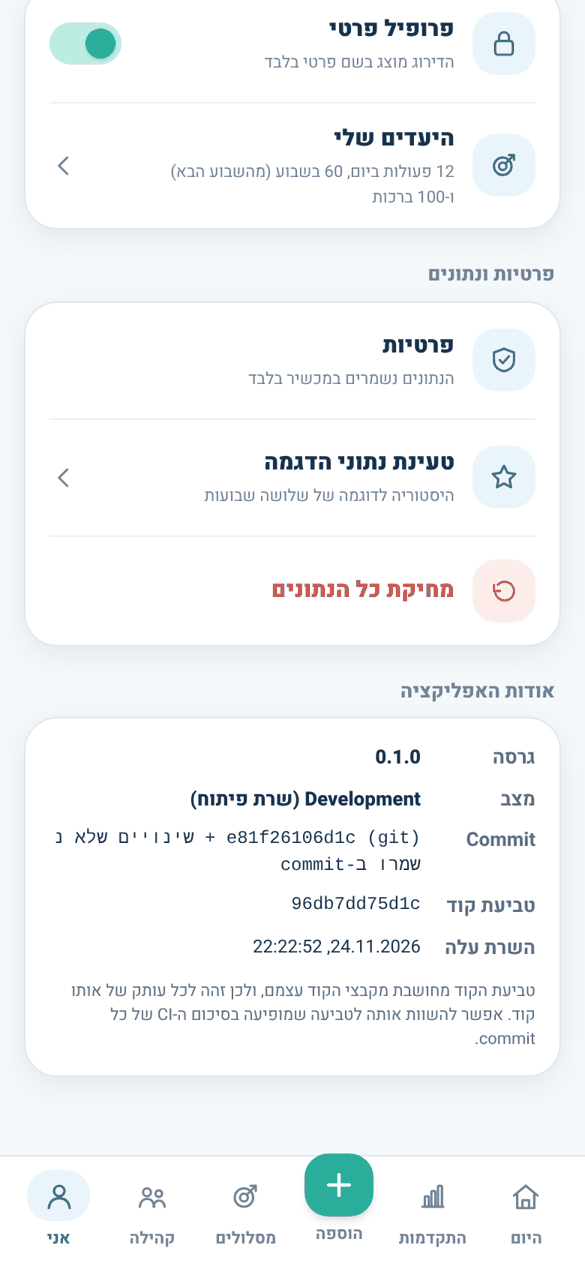 פרופיל פרטי
הדירוג מוצג בשם פרטי בלבד
היעדים שלי
12 פעולות ביום, 60 בשבוע (מהשבוע הבא)
ו-100 ברכות
פרטיות ונתונים
פרטיות
הנתונים נשמרים במכשיר בלבד
טעינת נתוני הדגמה
היסטוריה לדוגמה של שלושה שבועות
מחיקת כל הנתונים
אודות האפליקציה
גרסה 0.1.0
מצב Development (שרת פיתוח)
Commit e81f26106d1c (git) + שינויים שלא נ
שמרו ב-commit
טביעת קוד 96db7dd75d1c
השרת עלה 24.11.2026, 22:22:52
טביעת הקוד מחושבת מקבצי הקוד עצמם, ולכן זהה לכל עותק של אותו
קוד. אפשר להשוות אותה לטביעה שמופיעה בסיכום ה-CI של כל
commit.
היום
התקדמות
הוספה
מסלולים
קהילה
אני